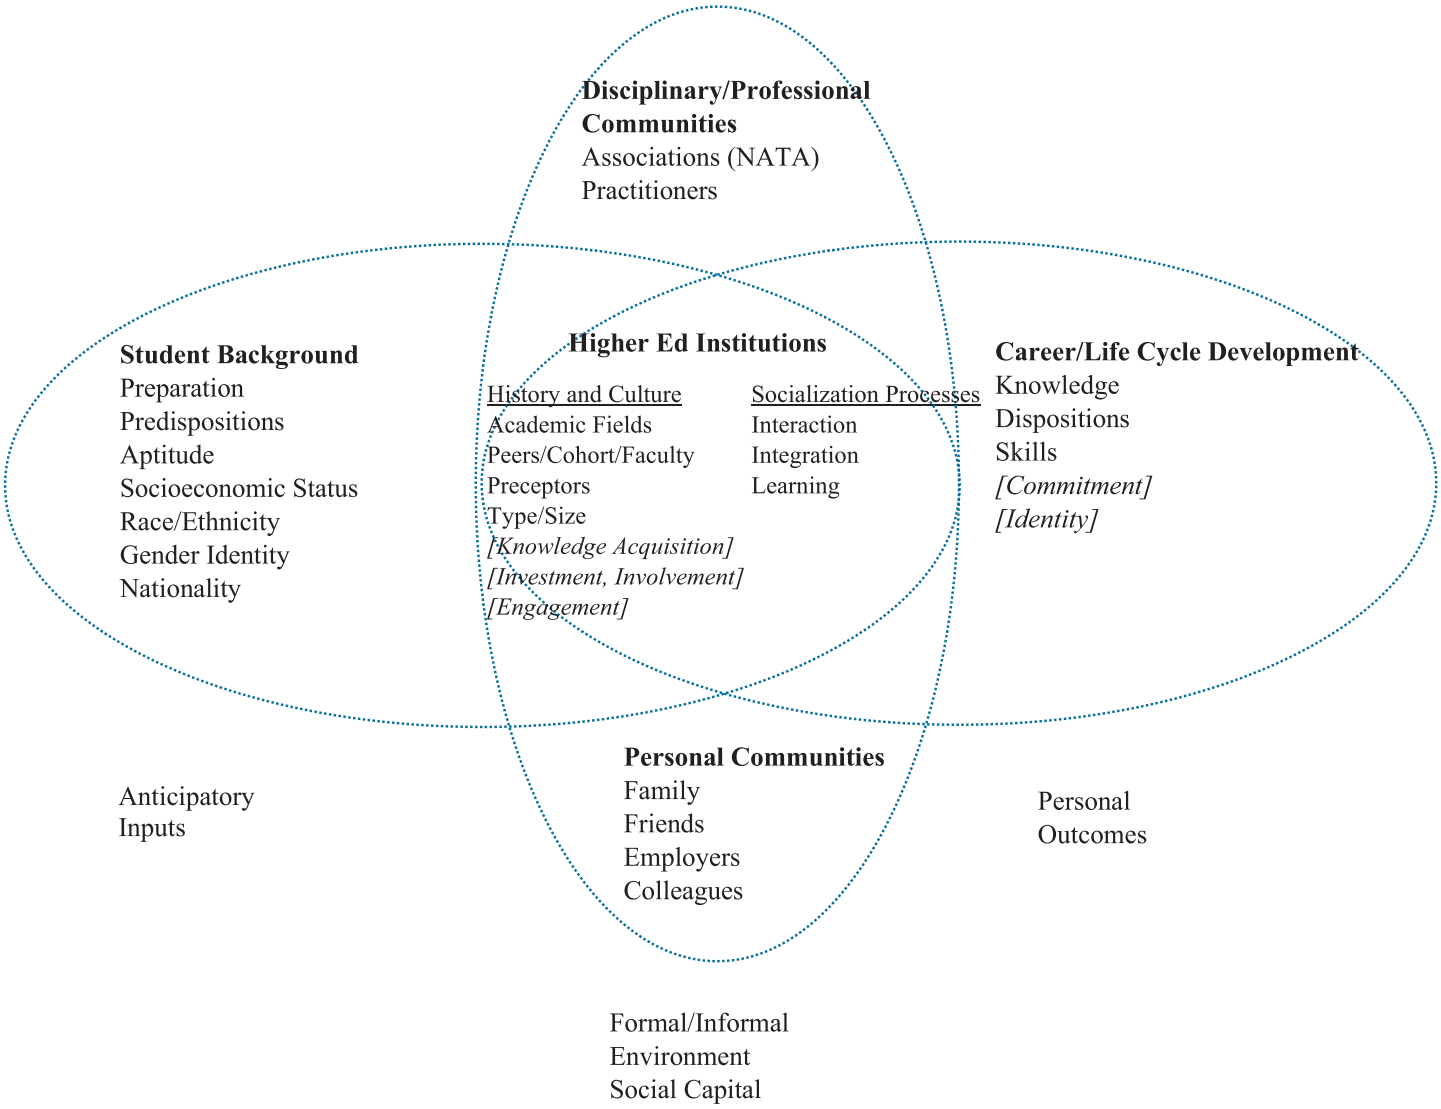 Disciplinary/Professional
Communities
Associations (NATA)
Practitioners
Student Background
Preparation
Predispositions
Aptitude
Socioeconomic Status
Race/Ethnicity
Gender Identity
Nationality
Higher Ed Institutions
History and Culture
Academic Fields
Peers/Cohort/Faculty
Preceptors
Type/Size
[Knowledge Acquisition]
[Investment, Involvement]
[Engagement]
Socialization Processes
Interaction
Integration
Learning
Career/Life Cycle Development
Knowledge
Dispositions
Skills
[Commitment]
[Identity]
Personal Communities
Family
Friends
Employers
Colleagues
Anticipatory
Inputs
Personal
Outcomes
Formal/Informal
Environment
Social Capital